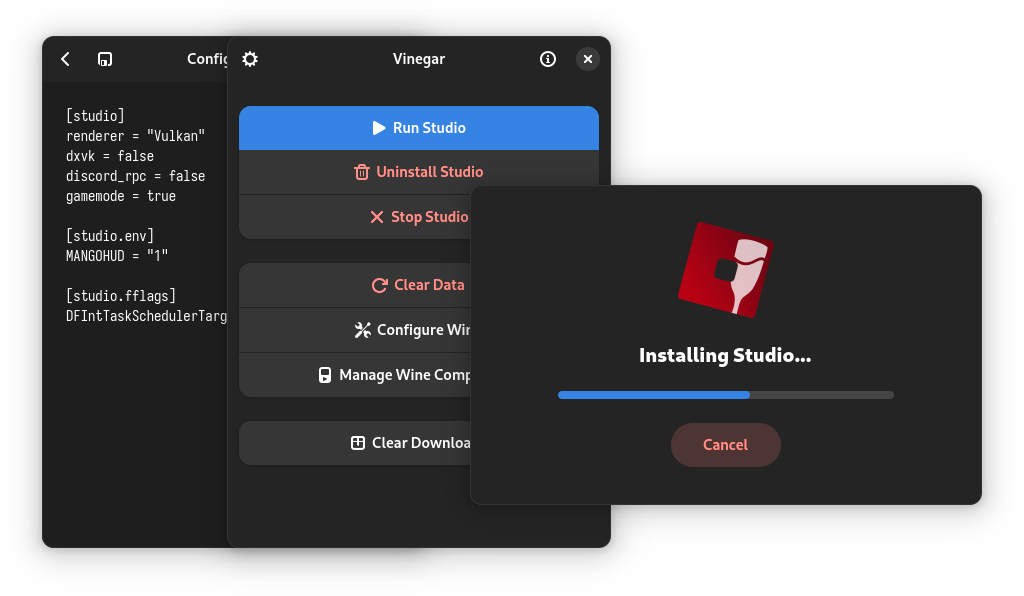 Config
[studio]
renderer = "Vulkan"
dxvk = false
discord_rpc = false
gamemode = true
[studio.env]
MANGOHUD = "1"
[studio.fflags]
DFIntTaskSchedulerTarg
Vinegar
Run Studio
Uninstall Studio
Stop Studio
Clear Data
Configure Win
Manage Wine Comp
Clear Downloa
Installing Studio...
Cancel